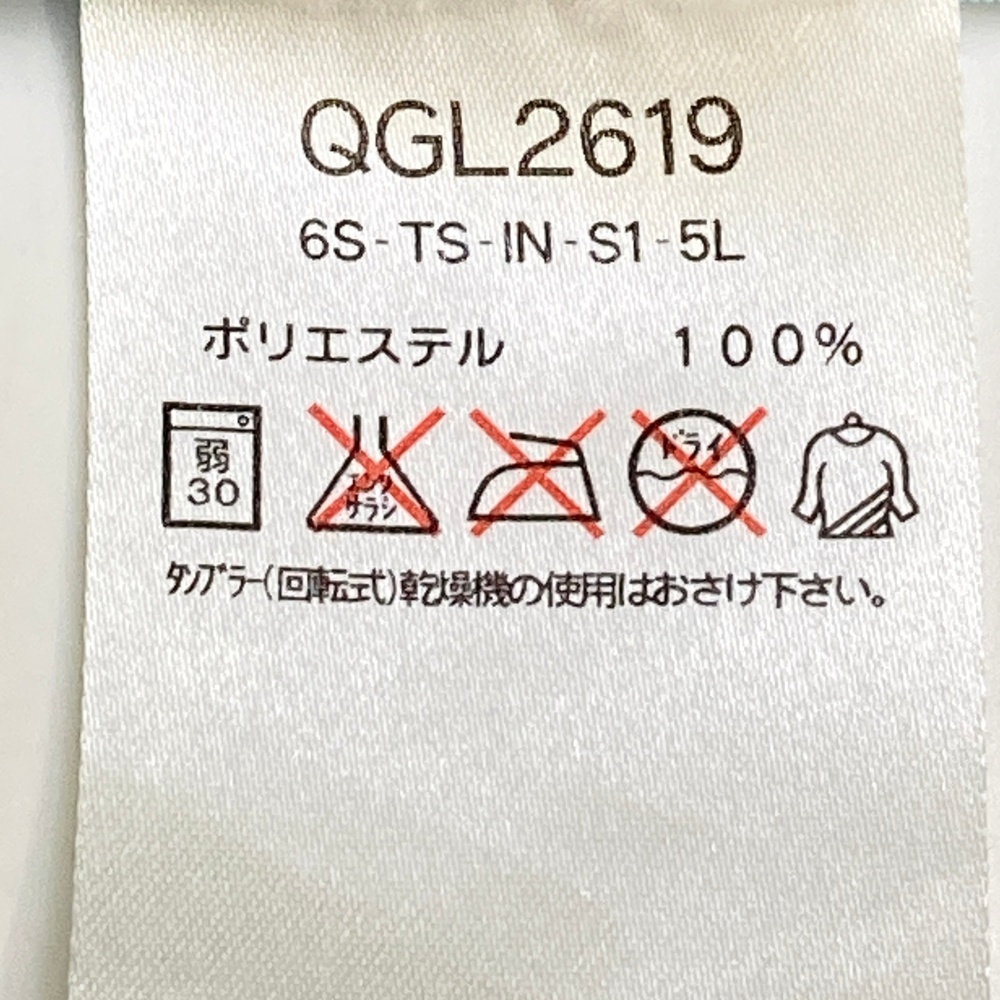 QGL2619
6S-TS-IN-S1-5L
ポリエステル 100%
弱
30
エンソ
サラシ
ドライ
タンブラー(回転式)乾燥機の使用はおさけ下さい。